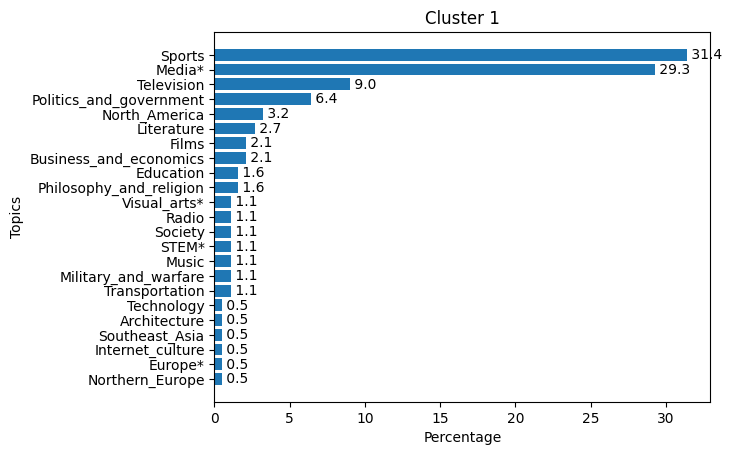 Cluster 1
Topics
Sports 31.4
Media* 29.3
Television 9.0
Politics_and_government 6.4
North_America 3.2
Literature 2.7
Films 2.1
Business_and_economics 2.1
Education 1.6
Philosophy_and_religion 1.6
Visual_arts* 1.1
Radio 1.1
Society 1.1
STEM* 1.1
Music 1.1
Military_and_warfare 1.1
Transportation 1.1
Technology 0.5
Architecture 0.5
Southeast_Asia 0.5
Internet_culture 0.5
Europe* 0.5
Northern_Europe 0.5
0 5 10 15 20 25 30
Percentage